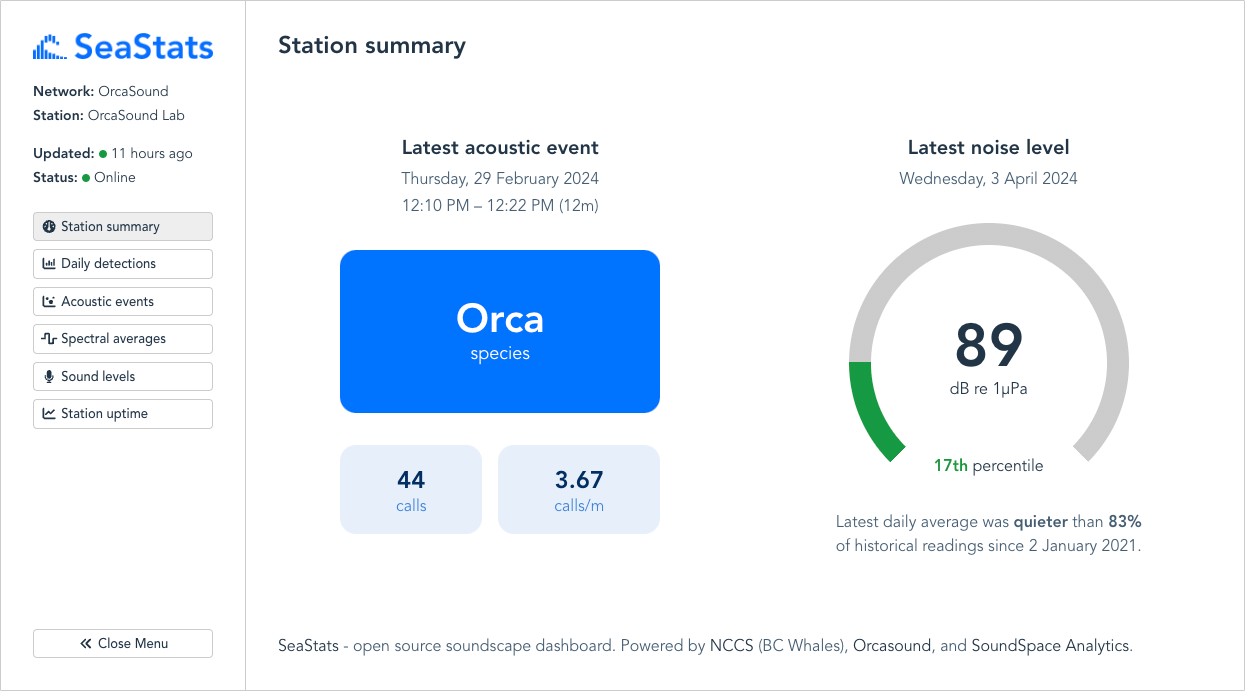 SeaStats
Network: OrcaSound
Station: OrcaSound Lab
Updated: 11 hours ago
Status: Online
Station summary
Daily detections
Acoustic events
Spectral averages
Sound levels
Station uptime
Close Menu
Station summary
Latest acoustic event
Thursday, 29 February 2024
12:10 PM – 12:22 PM (12m)
Orca
species
44
calls
3.67
calls/m
Latest noise level
Wednesday, 3 April 2024
89
dB re 1µPa
17th percentile
Latest daily average was quieter than 83%
of historical readings since 2 January 2021.
SeaStats - open source soundscape dashboard. Powered by NCCS (BC Whales), Orcasound, and SoundSpace Analytics.